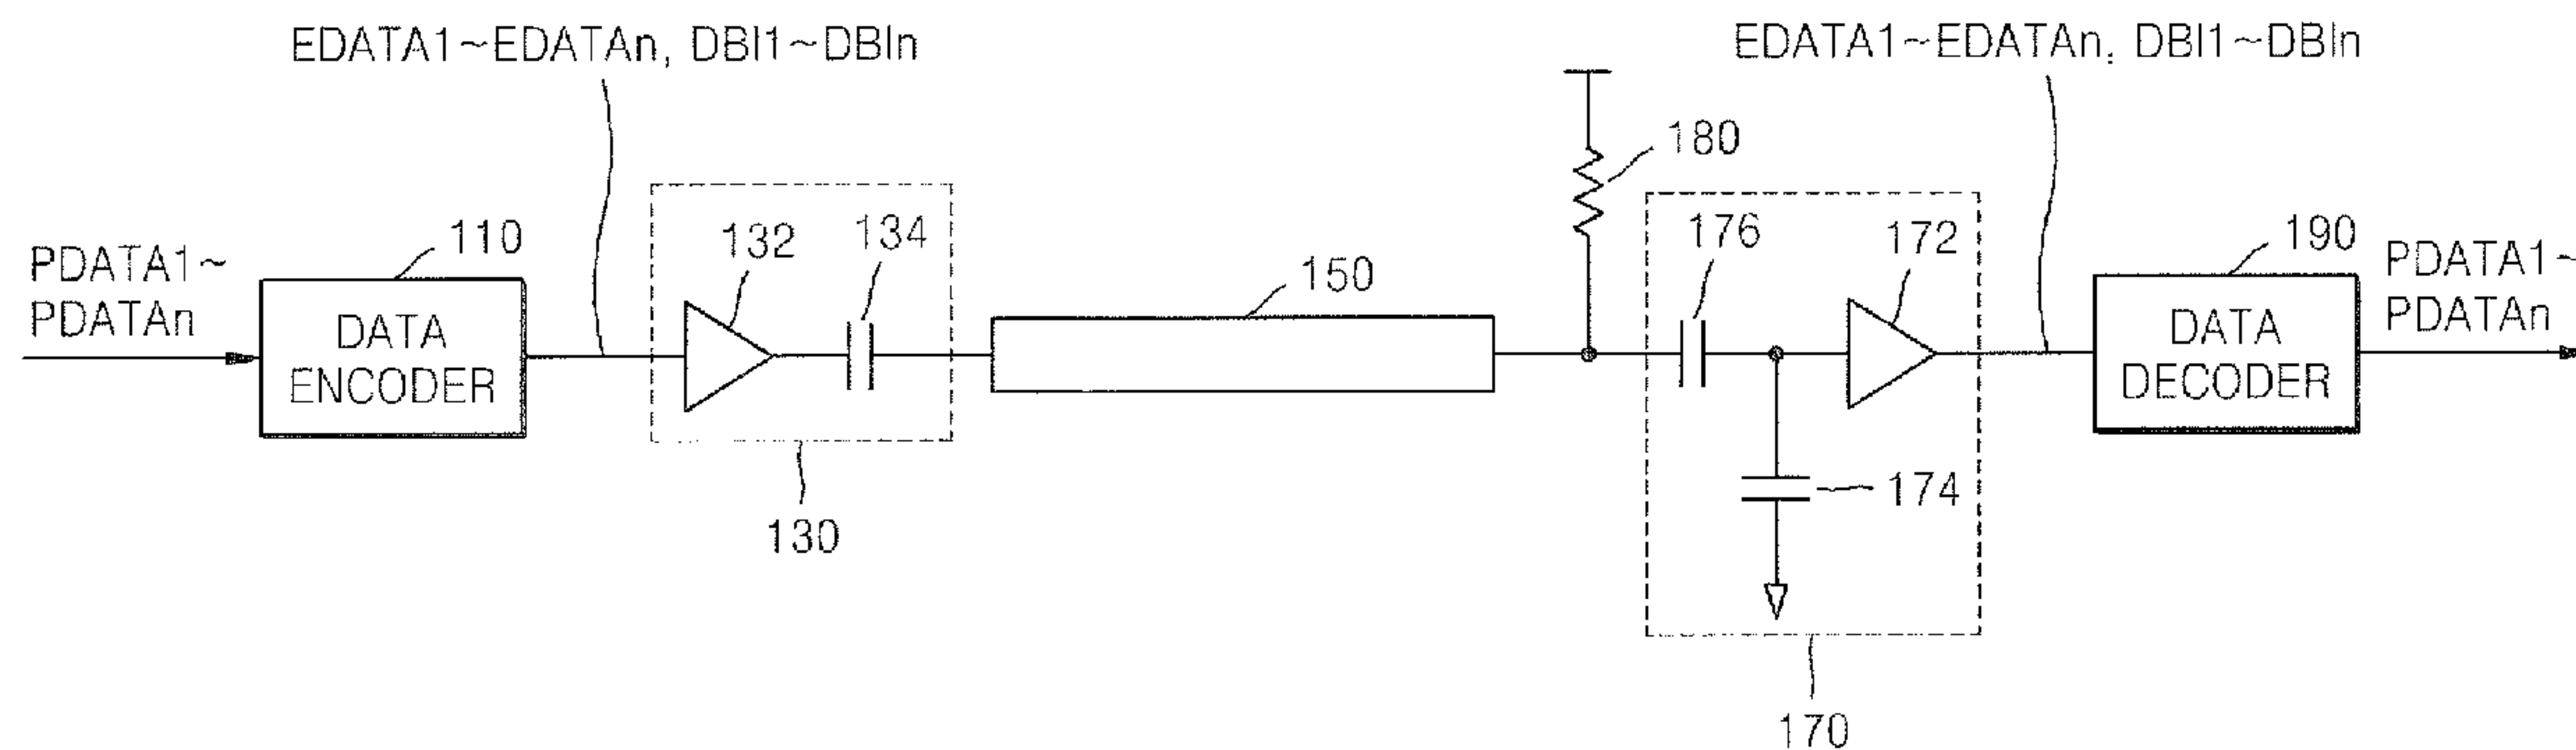 EDATA1~EDATAn, DBI1~DBIn
EDATA1~EDATAn, DBI1~DBIn
180
110
132
134
176
172
190
PDATA1~
PDATAn
150
PDATA1~
PDATAn
DATA
ENCODER
DATA
DECODER
174
130
170